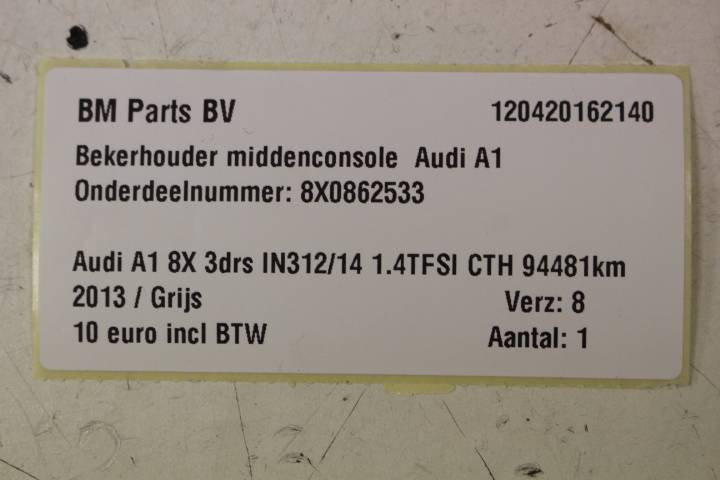 BM Parts BV 120420162140
Bekerhouder middenconsole Audi A1
Onderdeelnummer: 8X0862533
Audi A1 8X 3drs IN312/14 1.4TFSI CTH 94481km
2013 / Grijs Verz: 8
10 euro incl BTW Aantal: 1